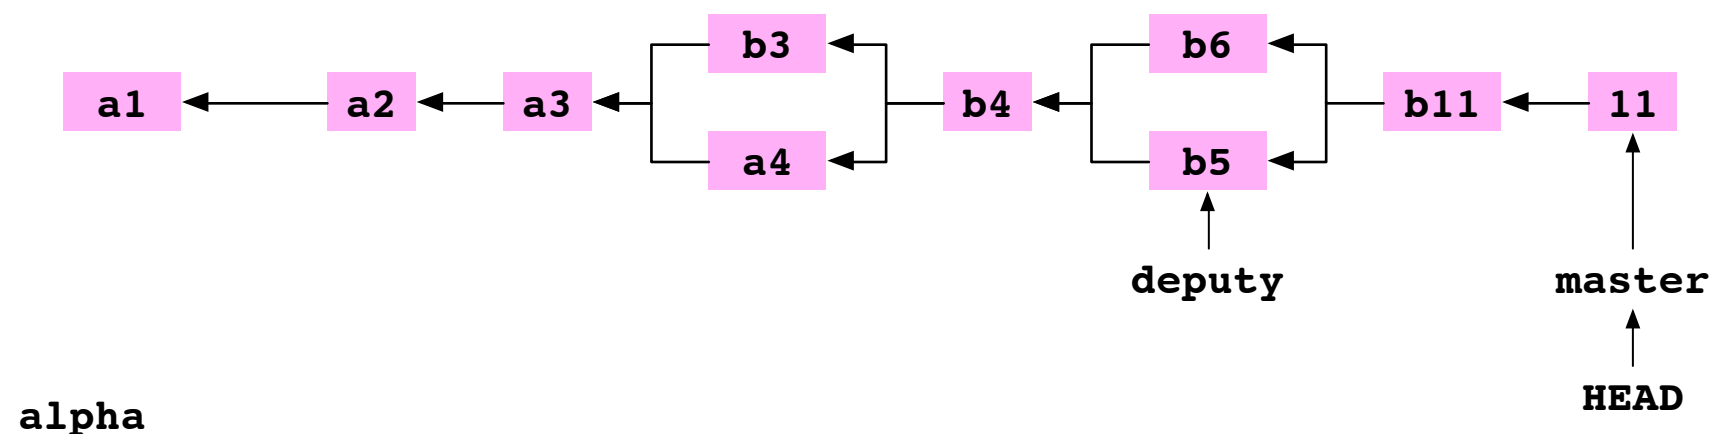 b3 b6
a1 a2 a3 b4 b11 11
a4 b5
deputy master
HEAD
alpha